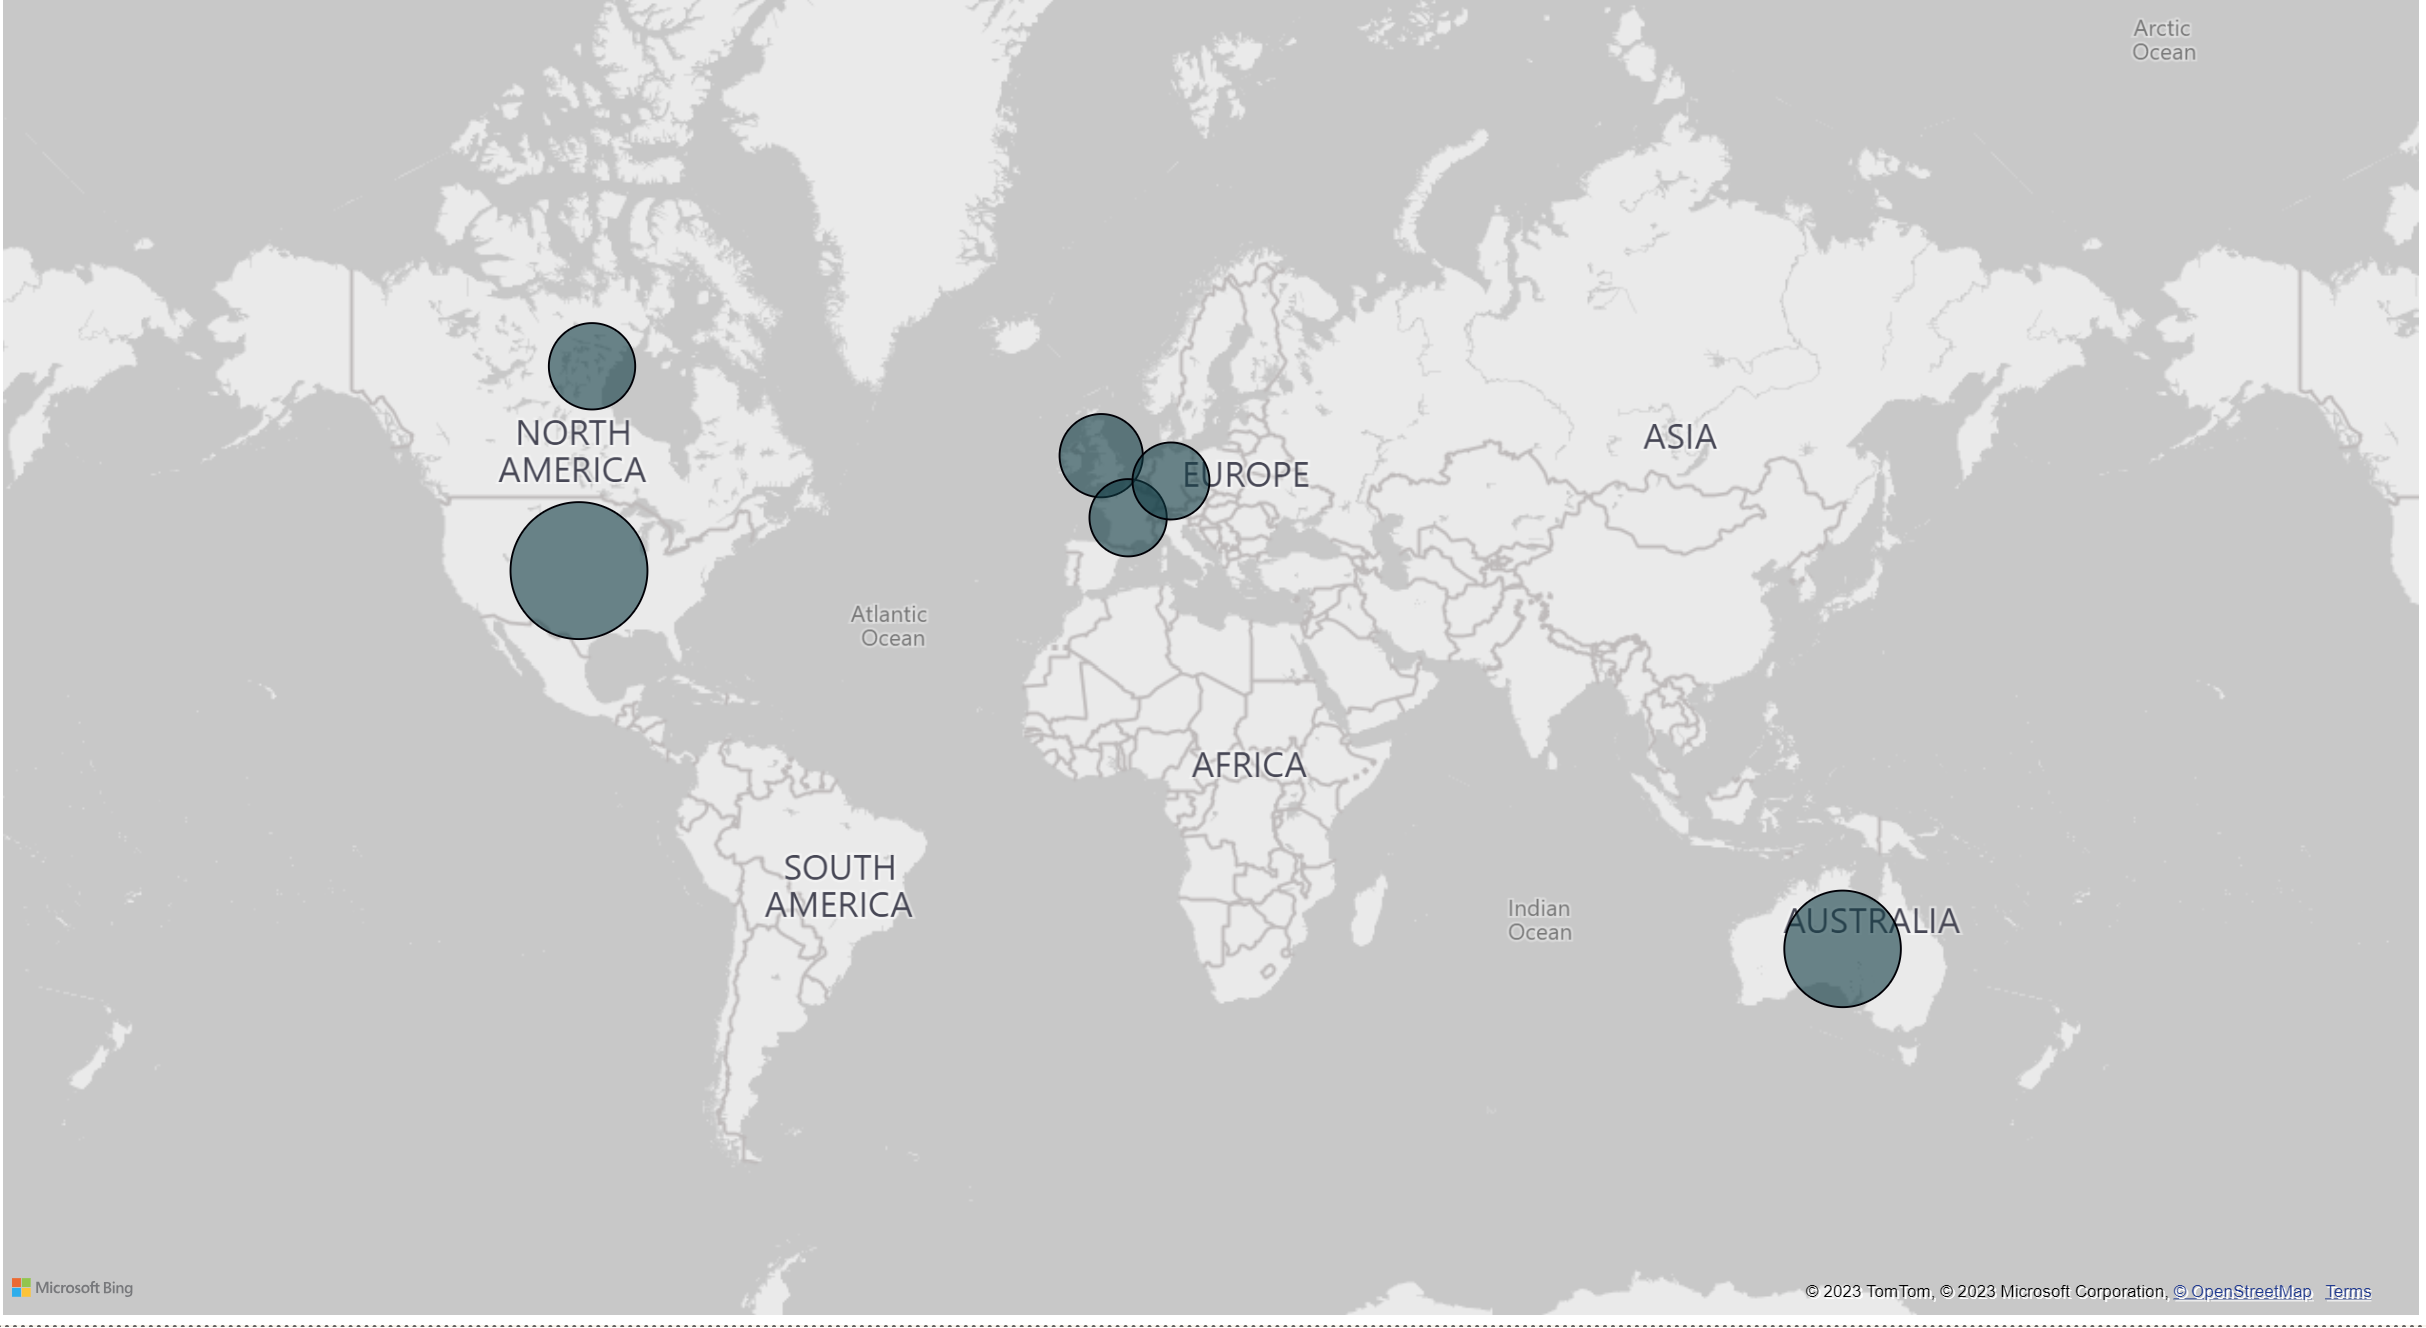 Arctic
Ocean
NORTH
AMERICA
EUROPE
ASIA
Atlantic
Ocean
AFRICA
SOUTH
AMERICA
Indian
Ocean
AUSTRALIA
Microsoft Bing
© 2023 TomTom, © 2023 Microsoft Corporation, © OpenStreetMap Terms